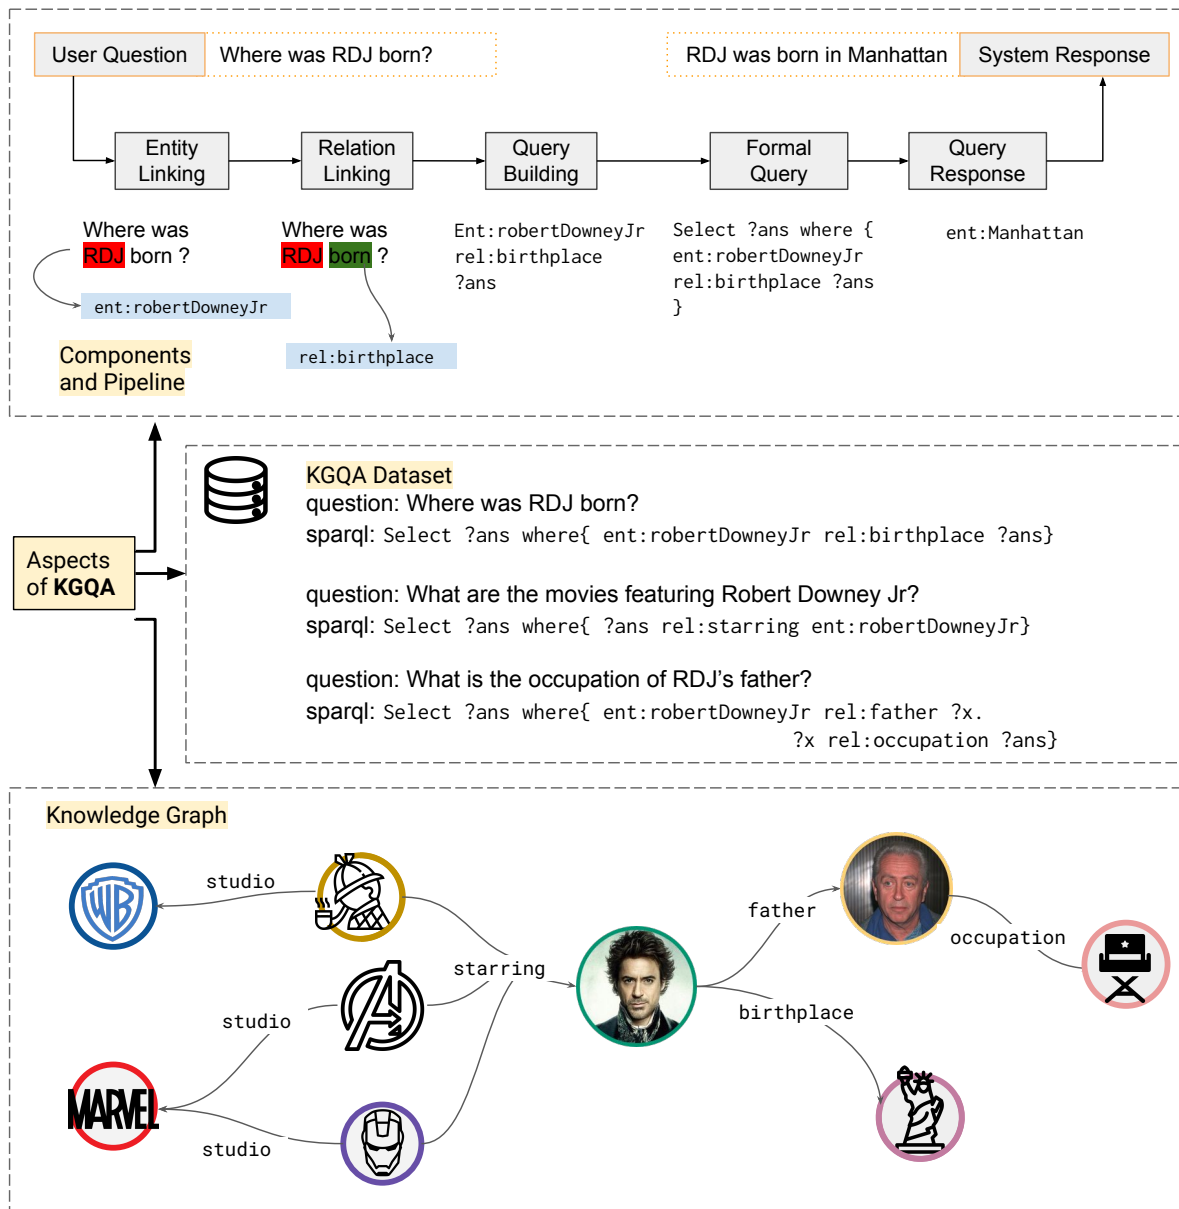 User Question
Where was RDJ born?
RDJ was born in Manhattan
System Response
Entity
Linking
Relation
Linking
Query
Building
Formal
Query
Query
Response
Where was
RDJ born ?
ent:robertDowneyJr
Where was
RDJ born ?
rel:birthplace
Ent:robertDowneyJr
rel:birthplace
?ans
Select ?ans where {
ent:robertDowneyJr
rel:birthplace ?ans
}
ent:Manhattan
Components
and Pipeline
Aspects
of KGQA
KGQA Dataset
question: Where was RDJ born?
sparql: Select ?ans where{ ent:robertDowneyJr rel:birthplace ?ans}
question: What are the movies featuring Robert Downey Jr?
sparql: Select ?ans where{ ?ans rel:starring ent:robertDowneyJr}
question: What is the occupation of RDJ’s father?
sparql: Select ?ans where{ ent:robertDowneyJr rel:father ?x.
?x rel:occupation ?ans}
Knowledge Graph
WB
studio
starring
studio
MARVEL
studio
father
occupation
birthplace